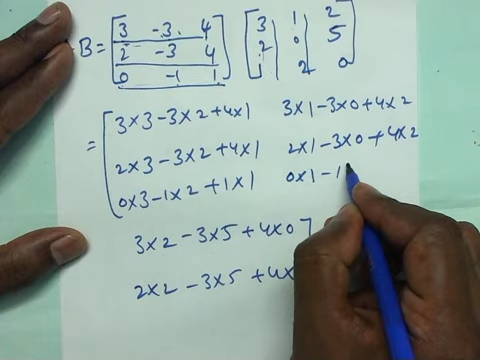 B = [ 3 -3 4 ] [ 3 1 2 ]
2 -3 4 2 0 5
0 -1 1 1 2 0
= [ 3×3-3×2+4×1 3×1-3×0+4×2
2×3-3×2+4×1 2×1-3×0+4×2
0×3-1×2+1×1 0×1-1
3×2-3×5+4×0 ]
2×2-3×5+4×